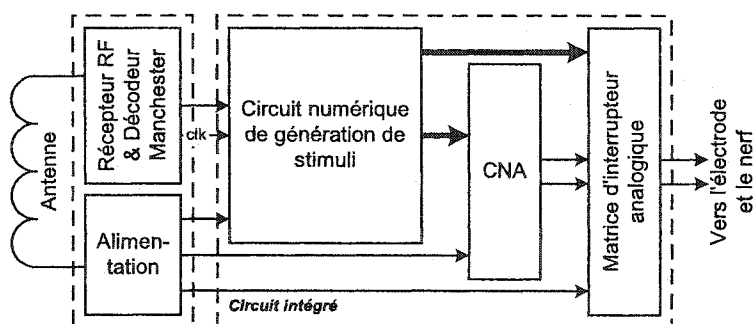 Antenne
Récepteur RF
& Décodeur
Manchester
clk
Alimen-
tation
Circuit numérique
de génération de
stimuli
CNA
Matrice d'interrupteur
analogique
Vers l'électrode
et le nerf
Circuit intégré